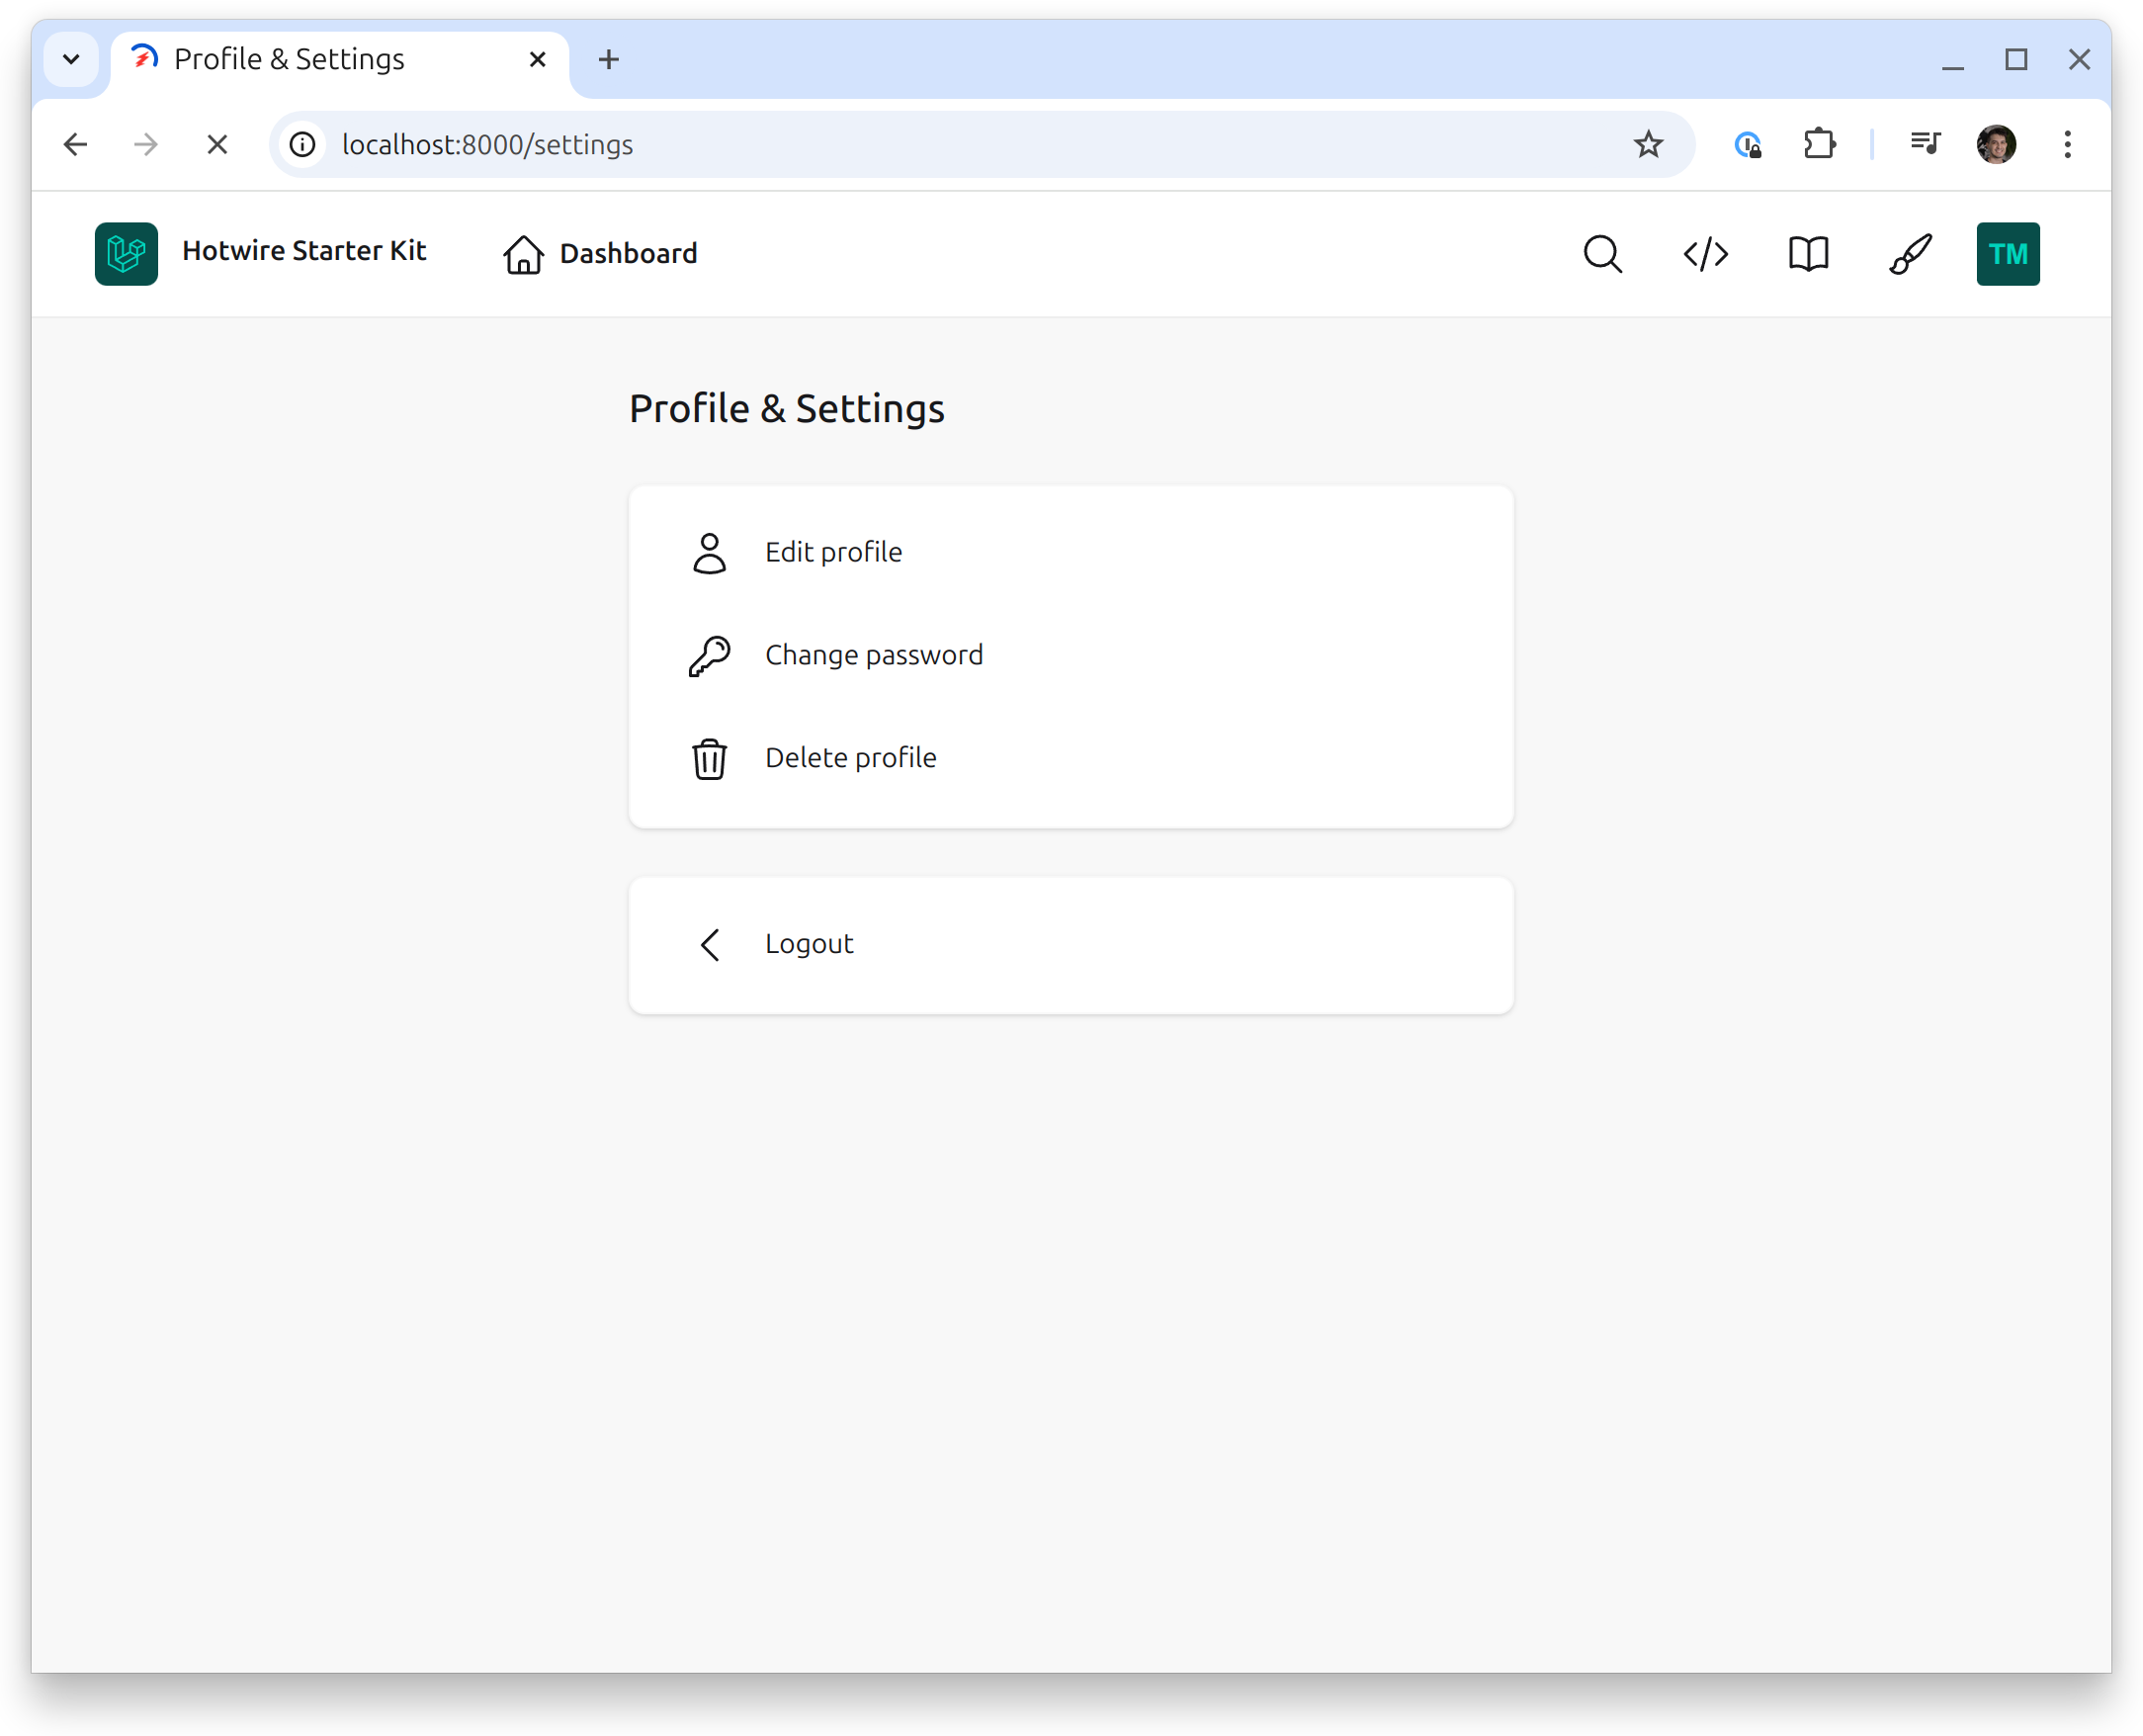 Profile & Settings
localhost:8000/settings
Hotwire Starter Kit
Dashboard
TM
Profile & Settings
Edit profile
Change password
Delete profile
Logout